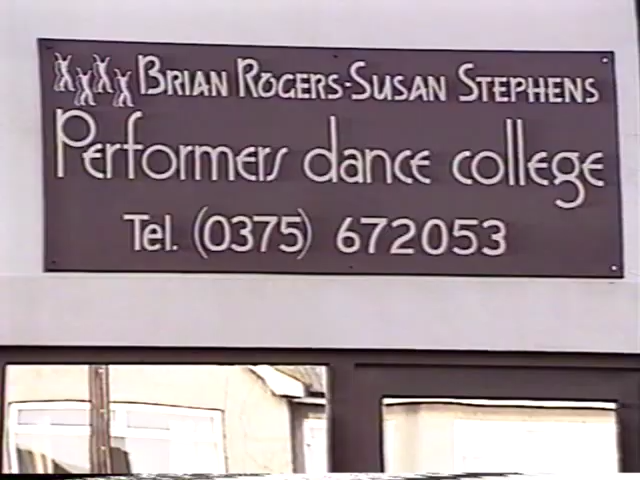 BRIAN ROGERS-SUSAN STEPHENS
Performers dance college
Tel. (0375) 672053